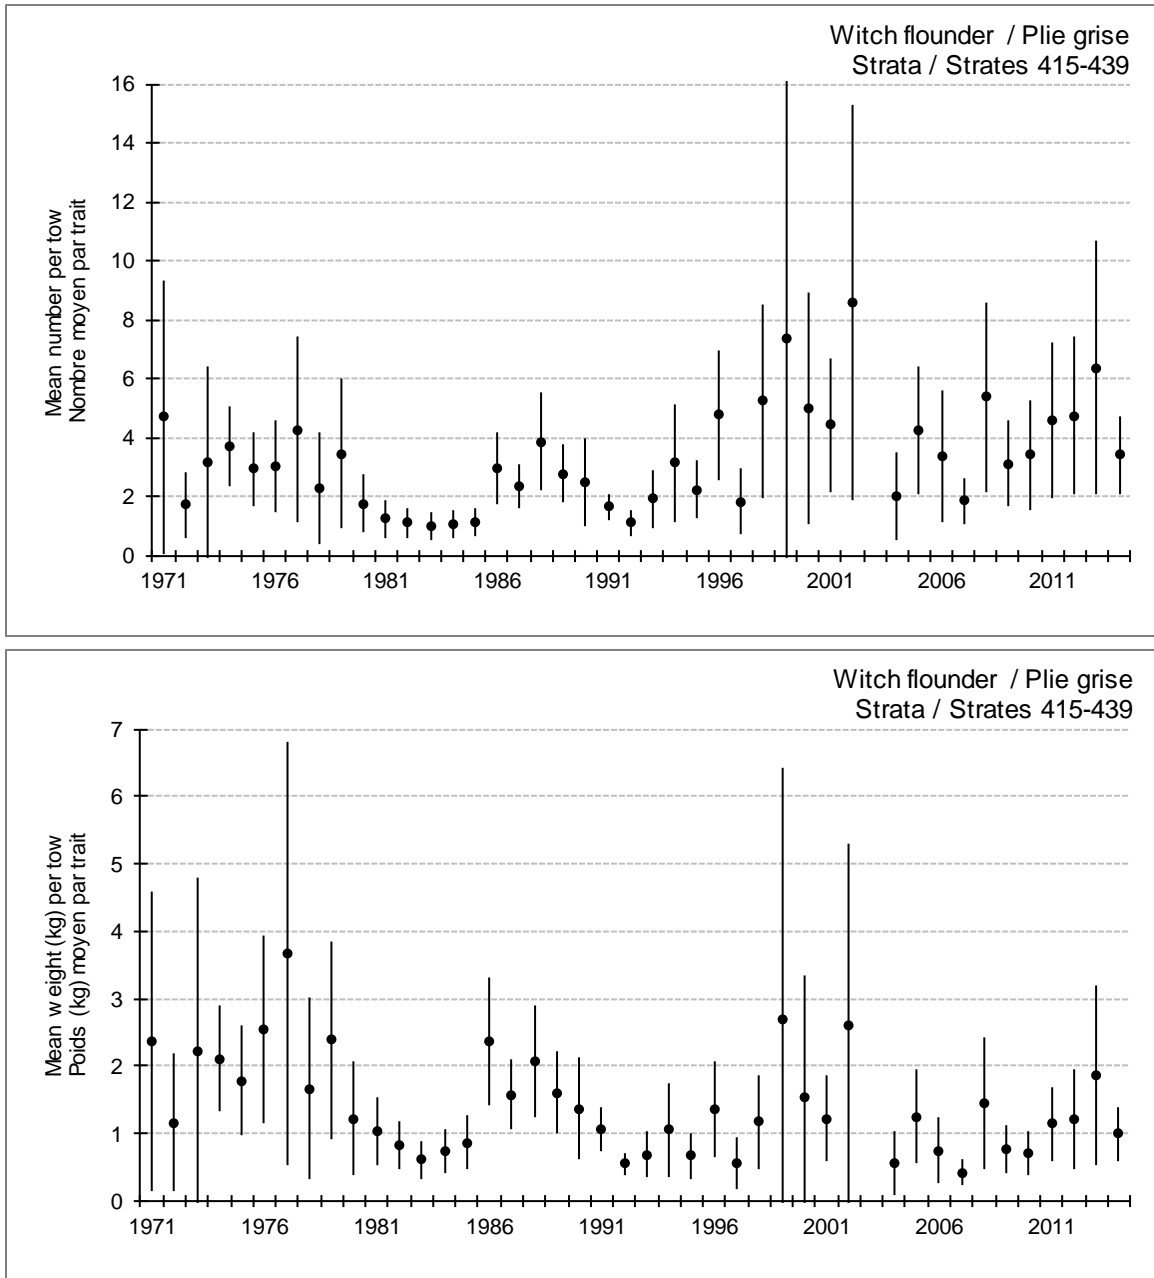 Witch flounder / Plie grise
Strata / Strates 415-439
Mean number per tow
Nombre moyen par trait
16
14
12
10
8
6
4
2
0
1971 1976 1981 1986 1991 1996 2001 2006 2011
Witch flounder / Plie grise
Strata / Strates 415-439
Mean weight (kg) per tow
Poids (kg) moyen par trait
7
6
5
4
3
2
1
0
1971 1976 1981 1986 1991 1996 2001 2006 2011